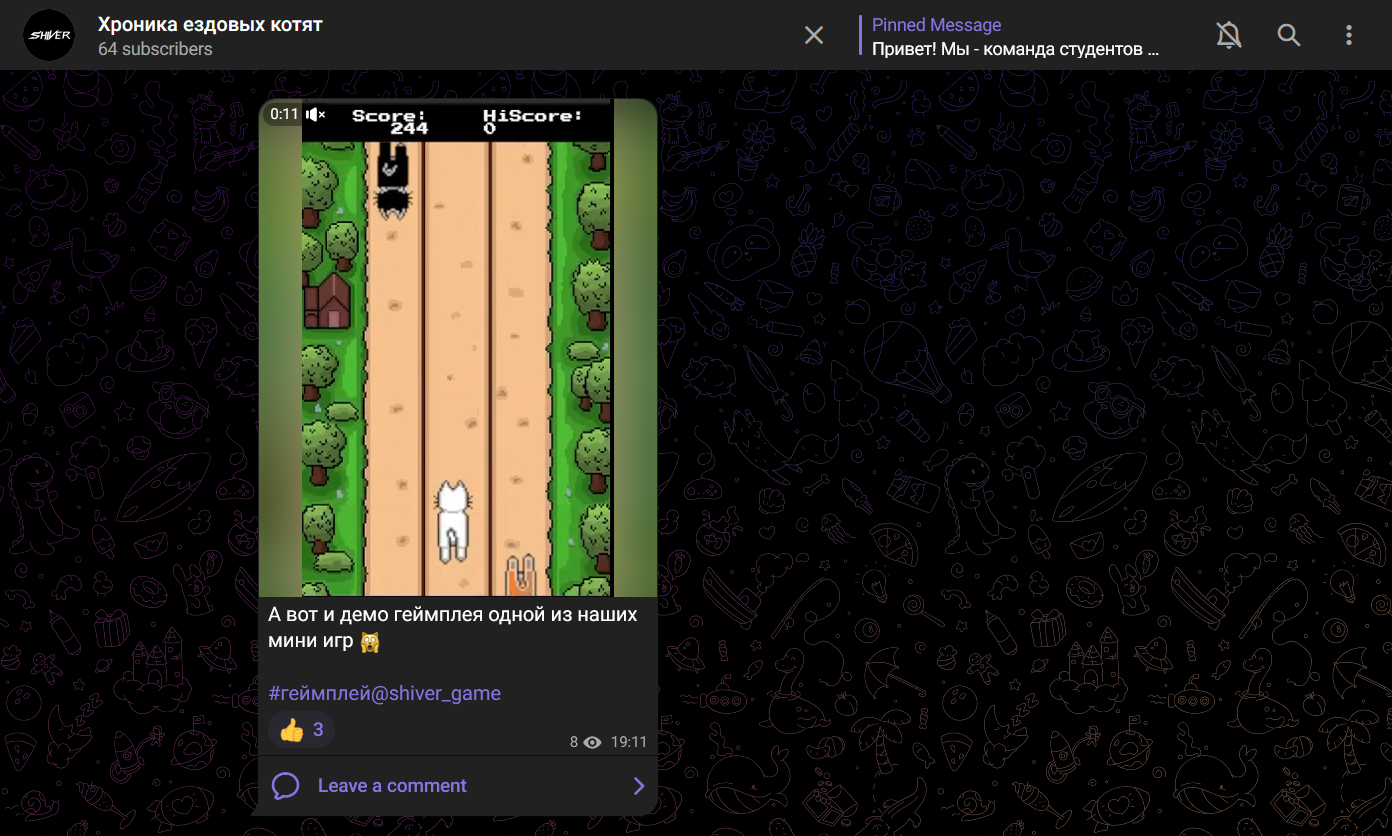 SHIVER
Хроника ездовых котят
64 subscribers
Pinned Message
Привет! Мы - команда студентов ...
0:11
Score:
244
HiScore:
0
А вот и демо геймплея одной из наших
мини игр 🙀
#геймплей@shiver_game
👍 3
8 19:11
Leave a comment